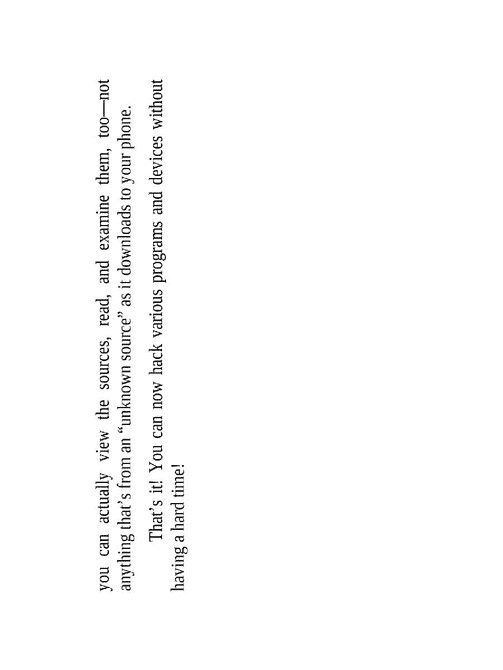 you can actually view the sources, read, and examine them, too—not
anything that’s from an “unknown source” as it downloads to your phone.
That’s it! You can now hack various programs and devices without
having a hard time!